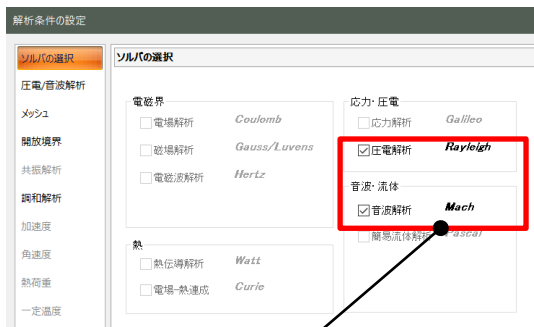 解析条件の設定
ソルバの選択
圧電/音波解析
メッシュ
開放境界
共振解析
調和解析
加速度
角速度
熱荷重
一定温度
ソルバの選択
電磁界
電場解析 Coulomb
磁場解析 Gauss/Luvens
電磁波解析 Hertz
熱
熱伝導解析 Watt
電場-熱連成 Curie
応力・圧電
応力解析 Galileo
圧電解析 Rayleigh
音波・流体
音波解析 Mach
簡易流体解析 Pascal